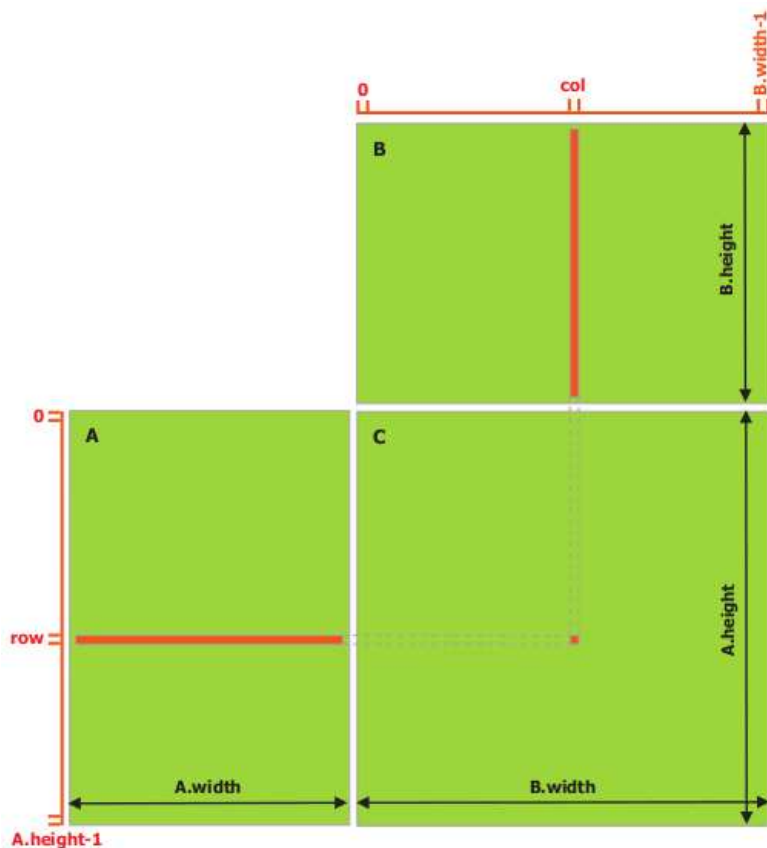 B.width-1
0
col
B
B.height
0
A
C
A.height
row
A.width
B.width
A.height-1